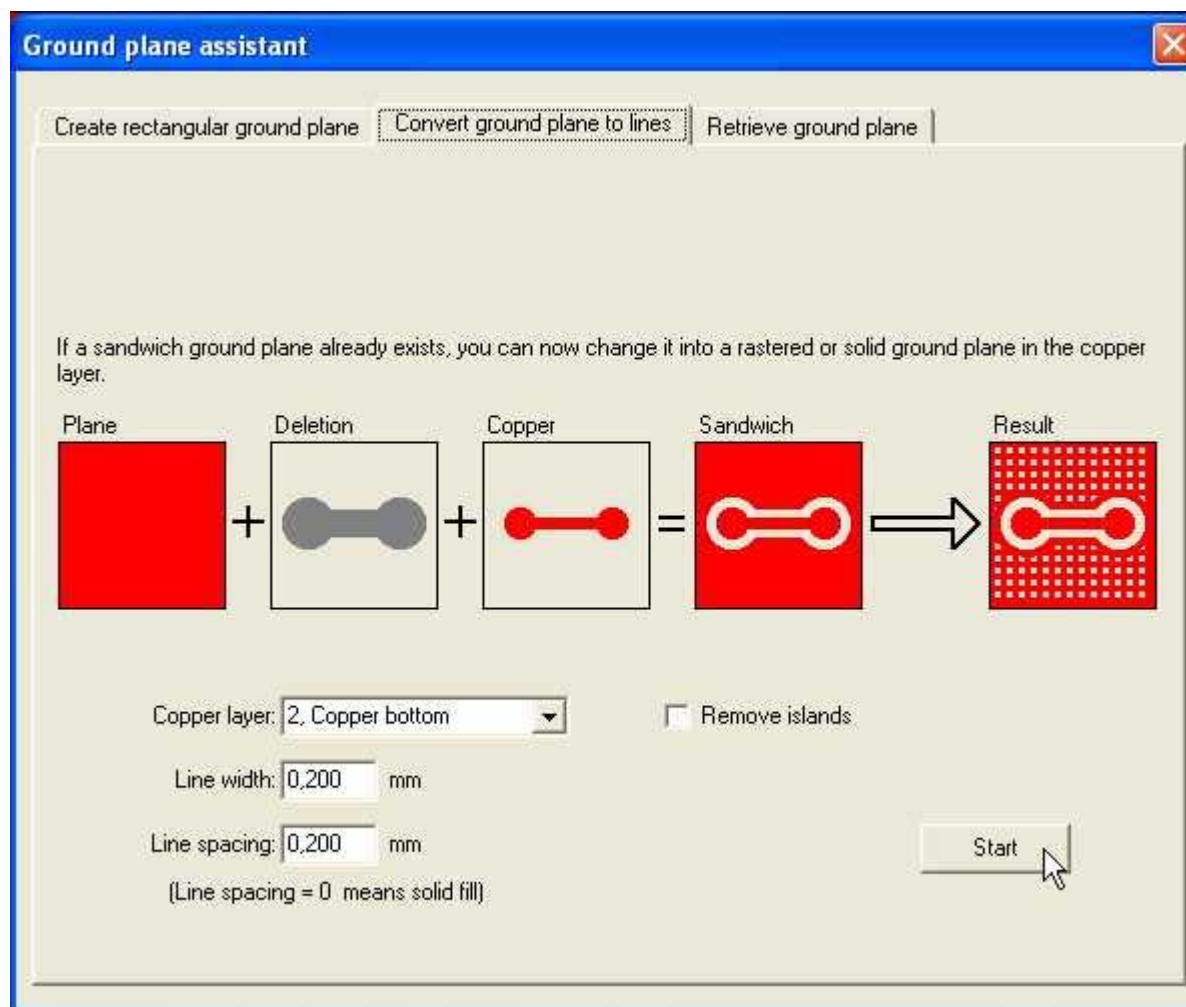 Ground plane assistant
Create rectangular ground plane
Convert ground plane to lines
Retrieve ground plane
If a sandwich ground plane already exists, you can now change it into a rastered or solid ground plane in the copper
layer.
Plane
Deletion
Copper
Sandwich
Result
+
+
=
Copper layer: 2, Copper bottom
Remove islands
Line width: 0,200 mm
Line spacing: 0,200 mm
(Line spacing = 0 means solid fill)
Start